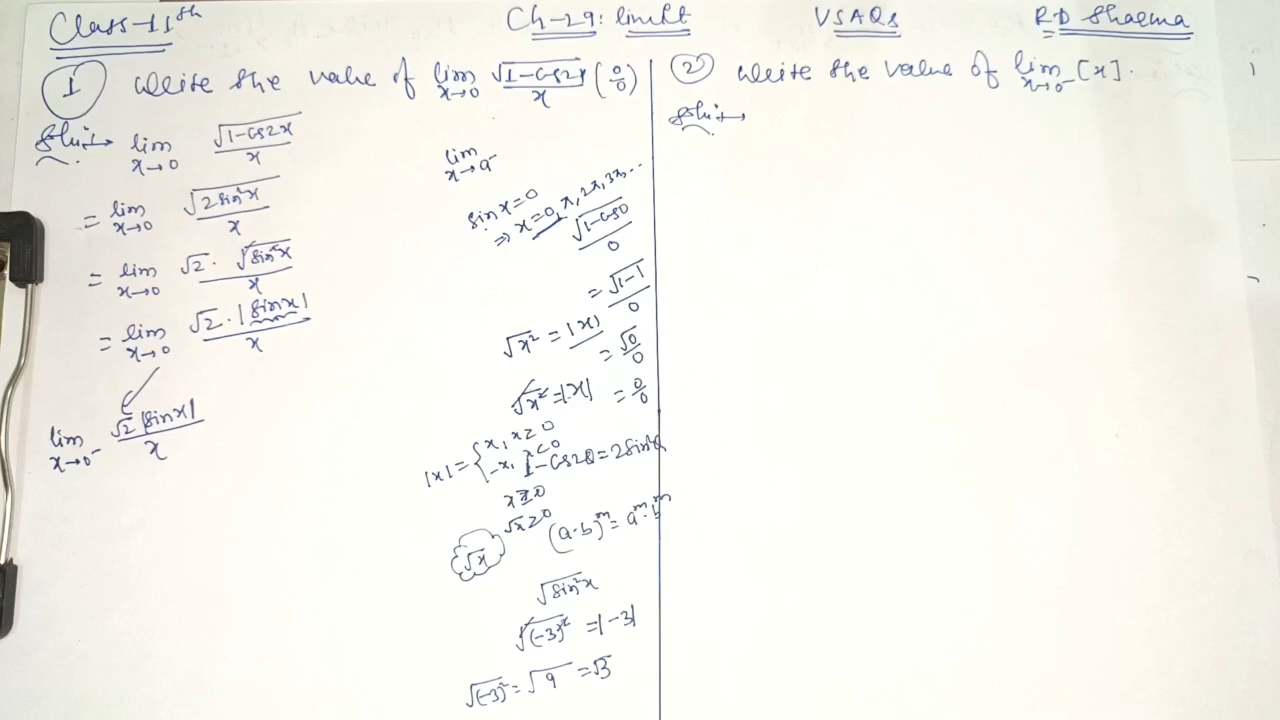 Class-11th Ch-29: limit VSAQs RD Sharma
1 Write the value of lim x→0 √(1-cos2x)/x (0/0)
Soln:→ lim x→0 √(1-cos2x)/x
= lim x→0 √(2sin²x)/x
= lim x→0 √2·√(sin²x)/x
= lim x→0 √2·|sinx|/x
lim x→0⁻ √2|sinx|/x
lim x→a⁻
sinx=0
⇒ x=0, π, 2π, 3π,...
√(1-cos0)/0
= √(1-1)/0
√x² = |x|
= √0/0
√x² = |x| = 0/0
|x| = { x, x≥0
-x, x<0
1-cos2θ=2sin²θ
x≥0
√x≥0
√x
(a·b)^m = a^m·b^m
√sin²x
√(-3)² = |-3|
√(-3)² = √9 = √3
2 Write the value of lim x→0⁻ [x].
Soln:→